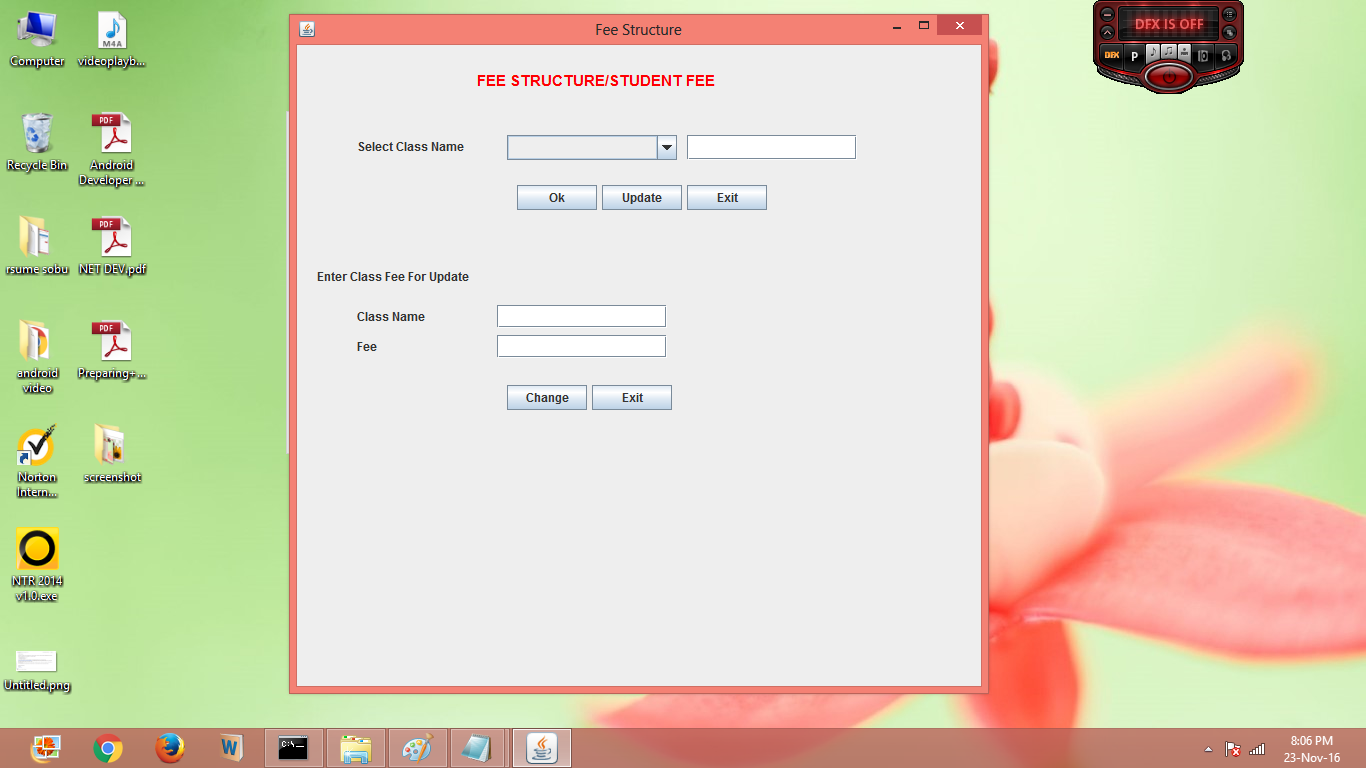 Computer
videoplayb...
M4A
Recycle Bin
PDF
Android
Developer ...
rsume sobu
PDF
NET DEV.pdf
android
video
PDF
Preparing+...
Norton
Intern...
screenshot
NTR 2014
v1.0.exe
Untitled.png
Fee Structure
FEE STRUCTURE/STUDENT FEE
Select Class Name
Ok
Update
Exit
Enter Class Fee For Update
Class Name
Fee
Change
Exit
DFX IS OFF
DFX
P
C:\_
W
8:06 PM
23-Nov-16